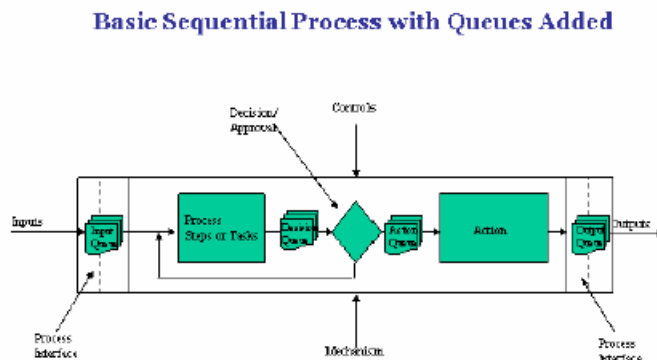 Basic Sequential Process with Queues Added
Decision/
Approval
Controls
Inputs
Input
Queue
Process
Steps or Tasks
Decision
Queue
Action
Queue
Action
Output
Queue
Outputs
Process
Interface
Mechanism
Process
Interface